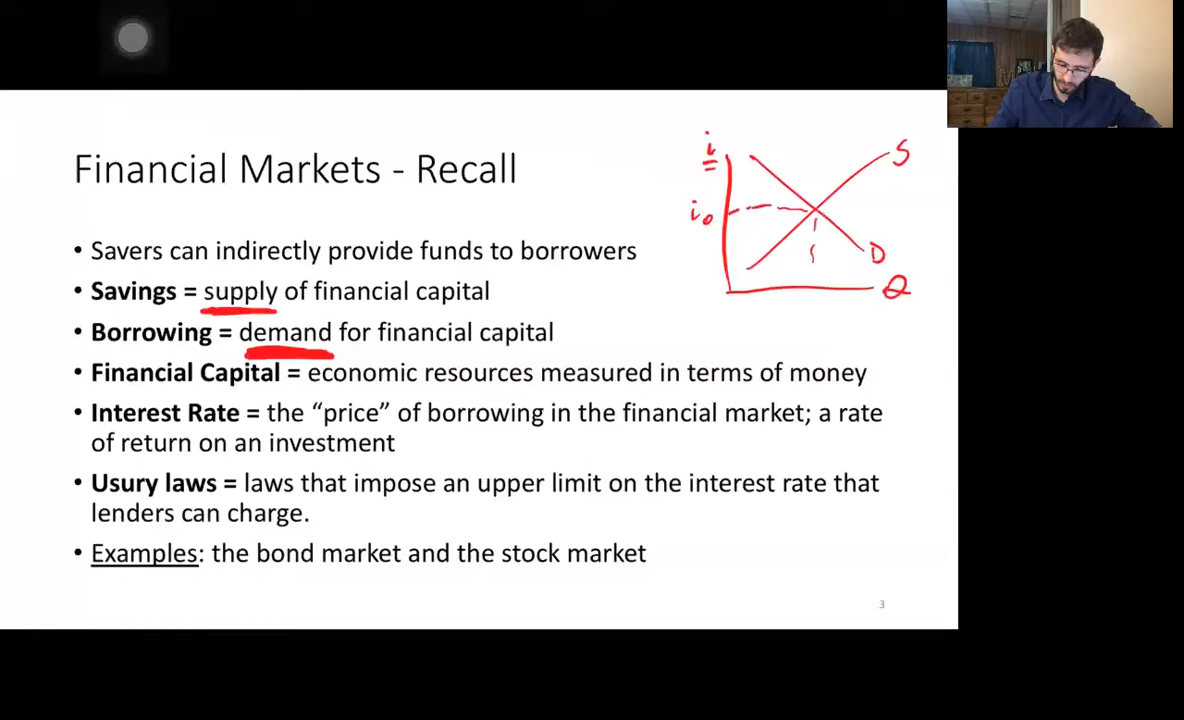 Financial Markets - Recall
• Savers can indirectly provide funds to borrowers
• Savings = supply of financial capital
• Borrowing = demand for financial capital
• Financial Capital = economic resources measured in terms of money
• Interest Rate = the “price” of borrowing in the financial market; a rate
of return on an investment
• Usury laws = laws that impose an upper limit on the interest rate that
lenders can charge.
• Examples: the bond market and the stock market
i
S
i₀
D
Q
3